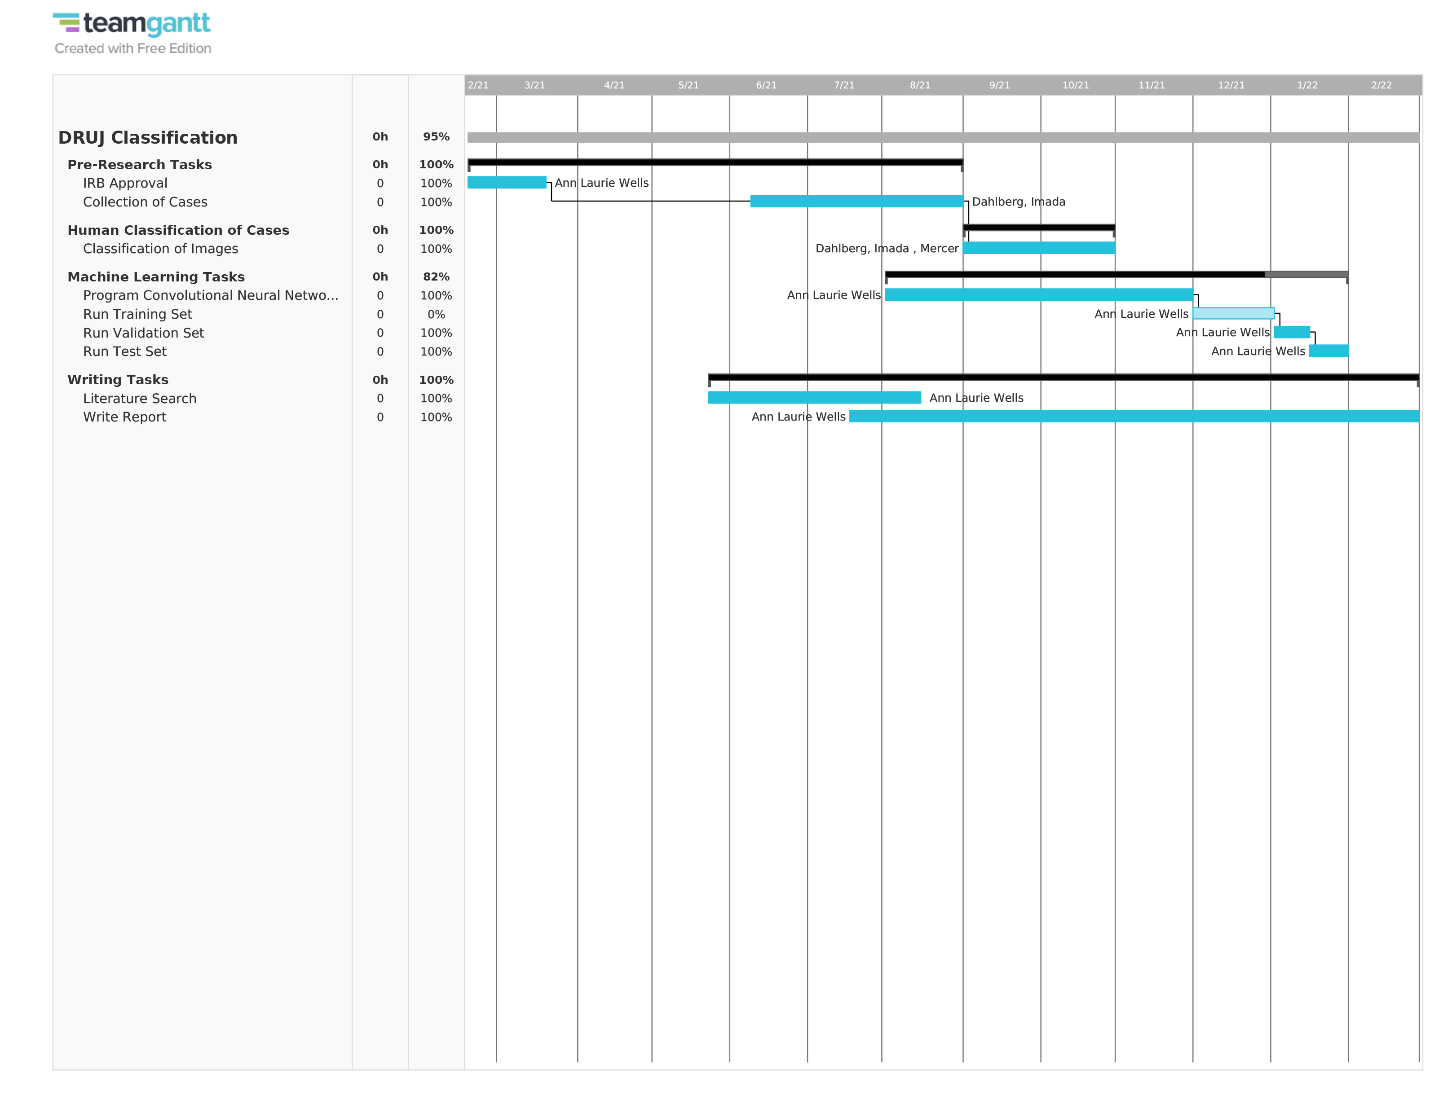 teamgantt
Created with Free Edition
2/21 3/21 4/21 5/21 6/21 7/21 8/21 9/21 10/21 11/21 12/21 1/22 2/22
DRUJ Classification 0h 95%
Pre-Research Tasks 0h 100%
IRB Approval 0 100% Ann Laurie Wells
Collection of Cases 0 100% Dahlberg, Imada
Human Classification of Cases 0h 100%
Classification of Images 0 100% Dahlberg, Imada , Mercer
Machine Learning Tasks 0h 82%
Program Convolutional Neural Netwo... 0 100% Ann Laurie Wells
Run Training Set 0 0% Ann Laurie Wells
Run Validation Set 0 100% Ann Laurie Wells
Run Test Set 0 100% Ann Laurie Wells
Writing Tasks 0h 100%
Literature Search 0 100% Ann Laurie Wells
Write Report 0 100% Ann Laurie Wells